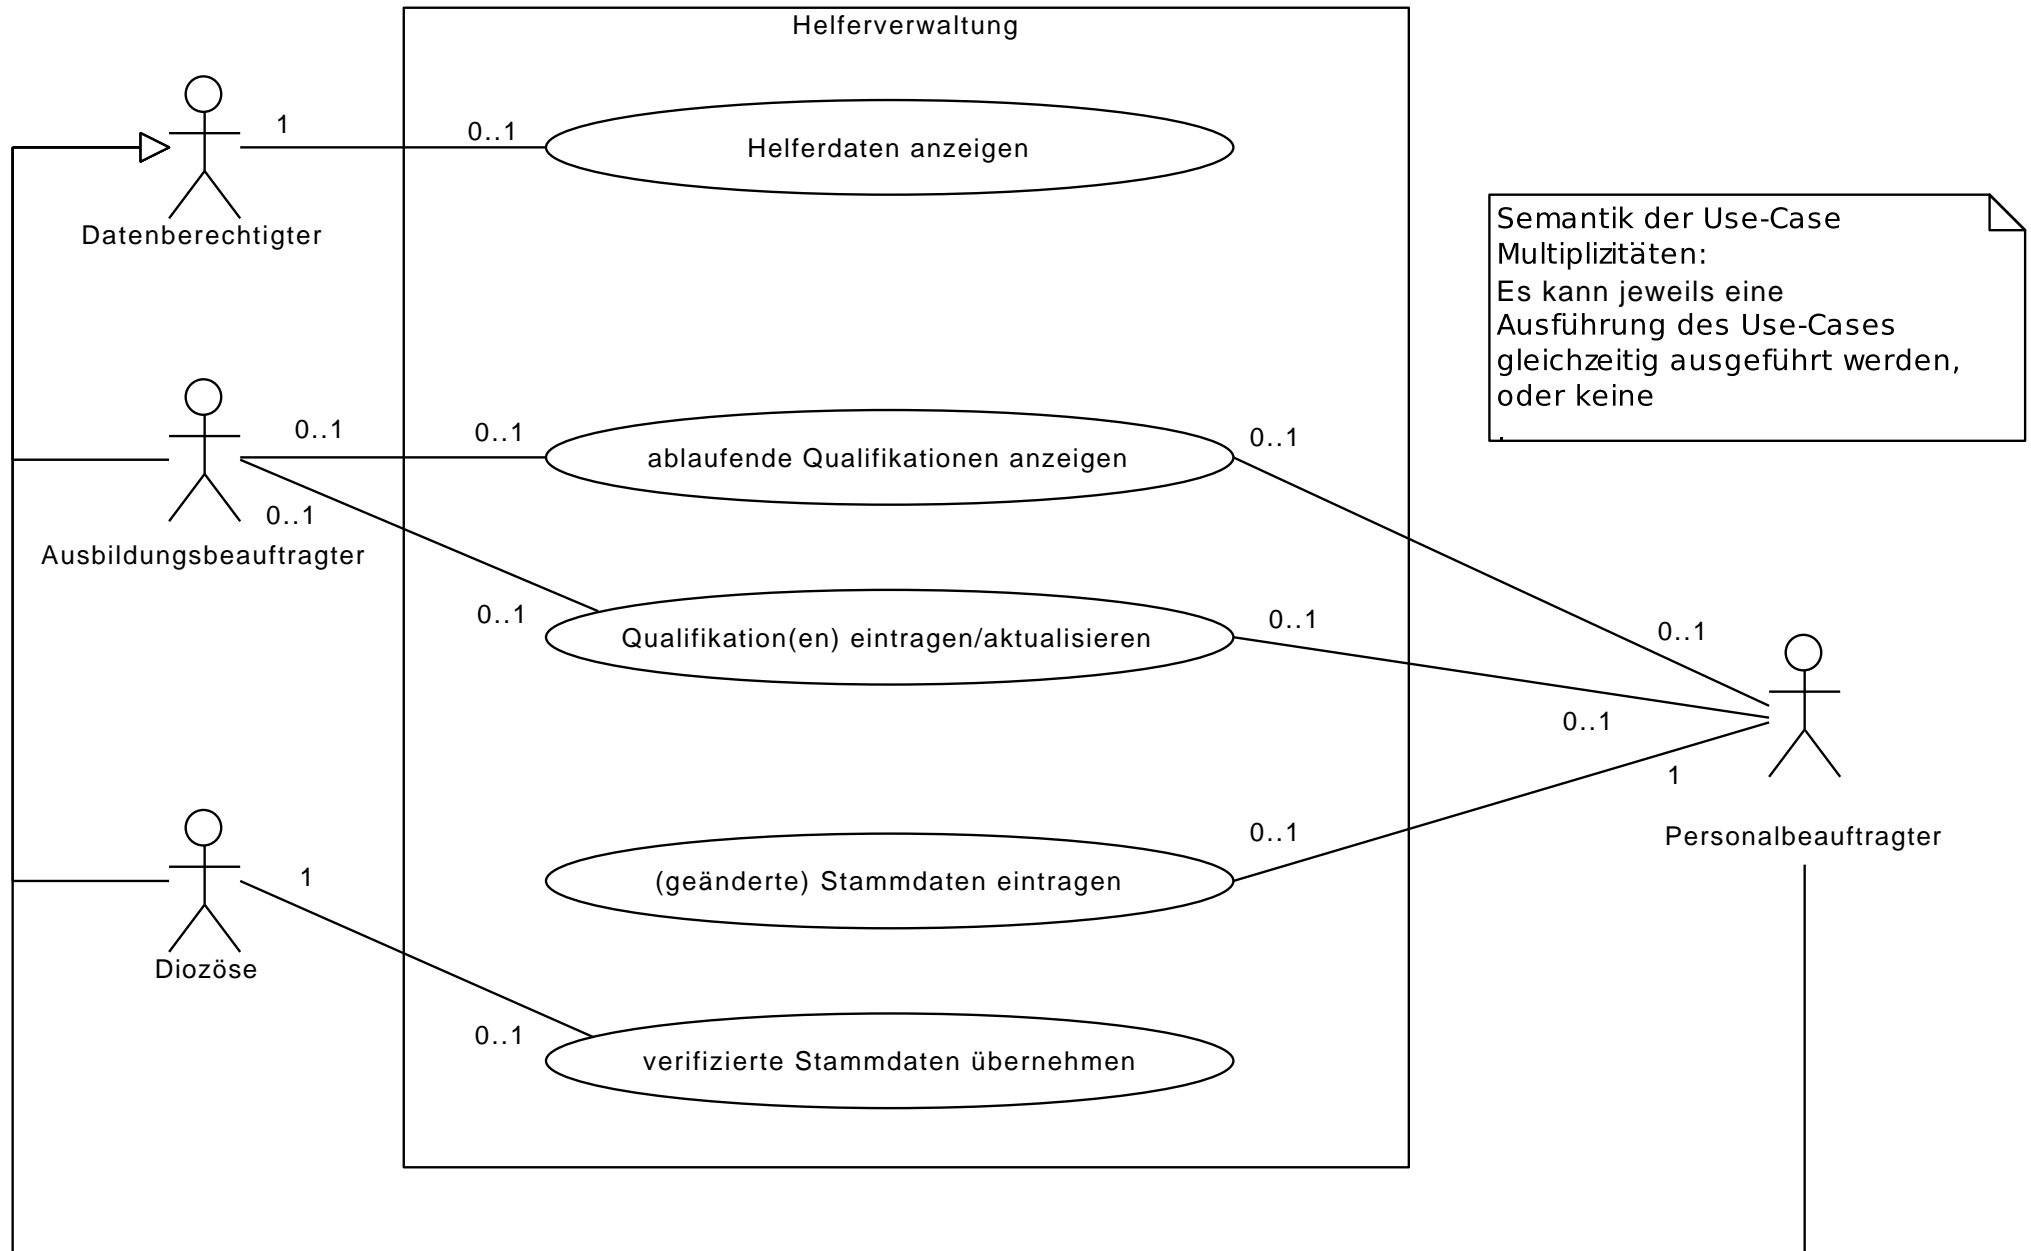 Helferverwaltung
1
0..1
Helferdaten anzeigen
Datenberechtigter
Semantik der Use-Case
Multiplizitäten:
Es kann jeweils eine
Ausführung des Use-Cases
gleichzeitig ausgeführt werden,
oder keine
.
0..1
0..1
0..1
ablaufende Qualifikationen anzeigen
0..1
Ausbildungsbeauftragter
0..1
0..1
0..1
Qualifikation(en) eintragen/aktualisieren
0..1
1
0..1
Personalbeauftragter
1
(geänderte) Stammdaten eintragen
Diozöse
0..1
verifizierte Stammdaten übernehmen